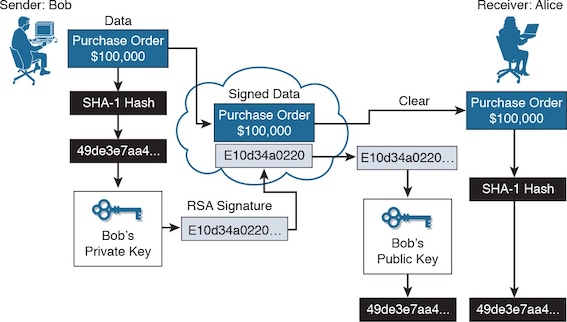 Sender: Bob
Receiver: Alice
Data
Purchase Order
$100,000
SHA-1 Hash
49de3e7aa4...
Bob's
Private Key
RSA Signature
E10d34a0220...
Signed Data
Purchase Order
$100,000
E10d34a0220
Clear
E10d34a0220...
Bob's
Public Key
49de3e7aa4...
Purchase Order
$100,000
SHA-1 Hash
49de3e7aa4...